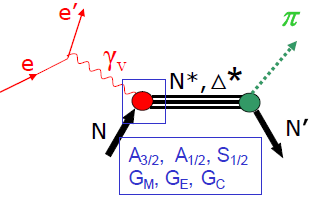 e'
π
e
γv
N*,Δ*
N
N'
A3/2, A1/2, S1/2
GM, GE, GC